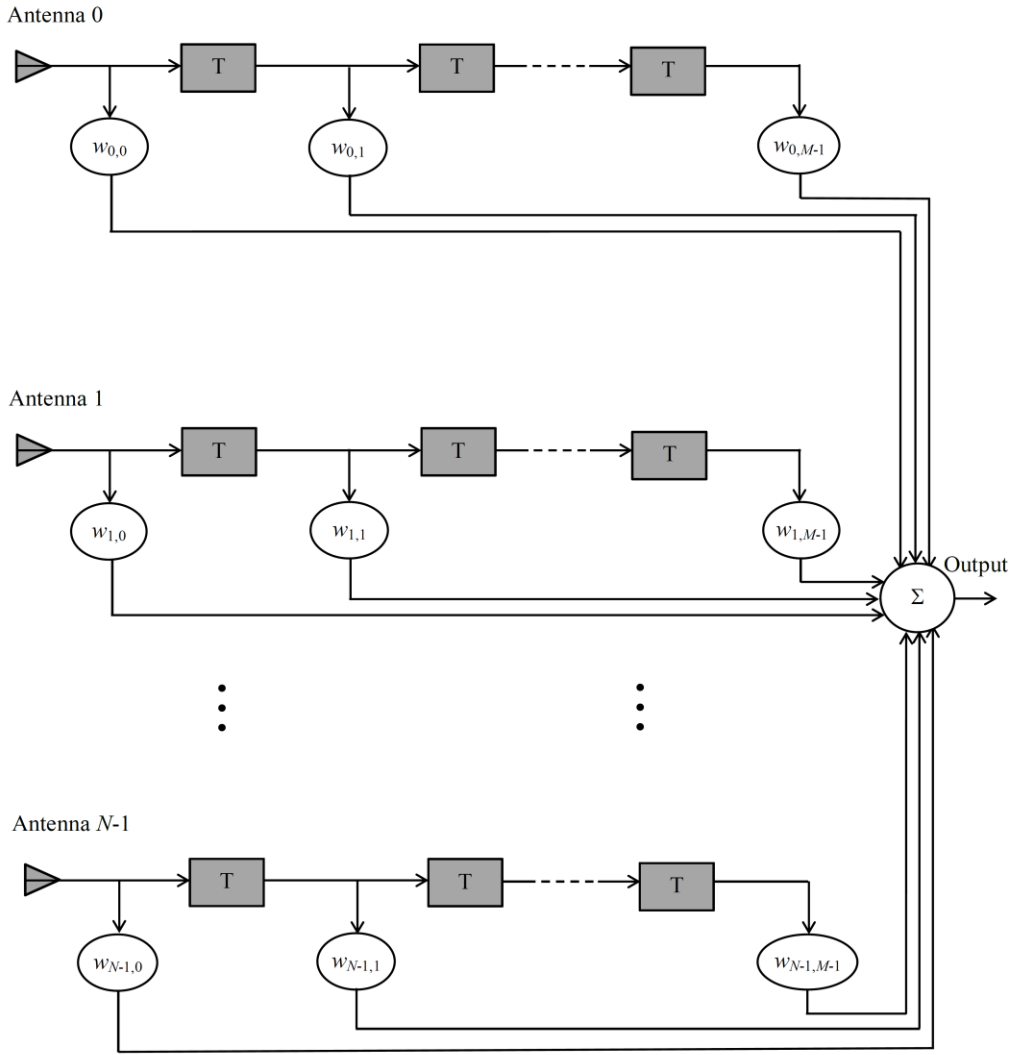 Antenna 0
T T T
w0,0 w0,1 w0,M-1
Antenna 1
T T T
w1,0 w1,1 w1,M-1
Output
Σ
Antenna N-1
T T T
wN-1,0 wN-1,1 wN-1,M-1